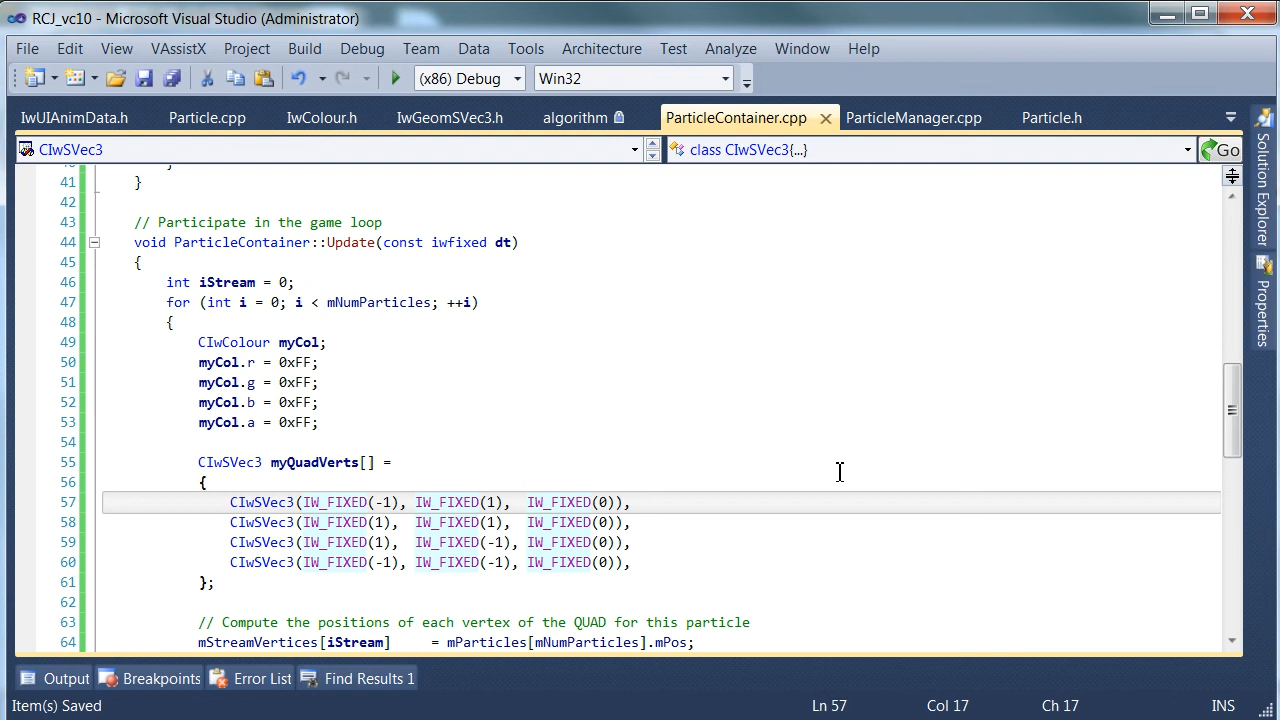 RCJ_vc10 - Microsoft Visual Studio (Administrator)
File Edit View VAssistX Project Build Debug Team Data Tools Architecture Test Analyze Window Help
(x86) Debug Win32
IwUIAnimData.h Particle.cpp IwColour.h IwGeomSVec3.h algorithm ParticleContainer.cpp ParticleManager.cpp Particle.h
CIwSVec3 class CIwSVec3{...} Go
41 }
42
43 // Participate in the game loop
44 void ParticleContainer::Update(const iwfixed dt)
45 {
46 int iStream = 0;
47 for (int i = 0; i < mNumParticles; ++i)
48 {
49 CIwColour myCol;
50 myCol.r = 0xFF;
51 myCol.g = 0xFF;
52 myCol.b = 0xFF;
53 myCol.a = 0xFF;
54
55 CIwSVec3 myQuadVerts[] =
56 {
57 CIwSVec3(IW_FIXED(-1), IW_FIXED(1), IW_FIXED(0)),
58 CIwSVec3(IW_FIXED(1), IW_FIXED(1), IW_FIXED(0)),
59 CIwSVec3(IW_FIXED(1), IW_FIXED(-1), IW_FIXED(0)),
60 CIwSVec3(IW_FIXED(-1), IW_FIXED(-1), IW_FIXED(0)),
61 };
62
63 // Compute the positions of each vertex of the QUAD for this particle
64 mStreamVertices[iStream] = mParticles[mNumParticles].mPos;
Solution Explorer
Properties
Output Breakpoints Error List Find Results 1
Item(s) Saved Ln 57 Col 17 Ch 17 INS